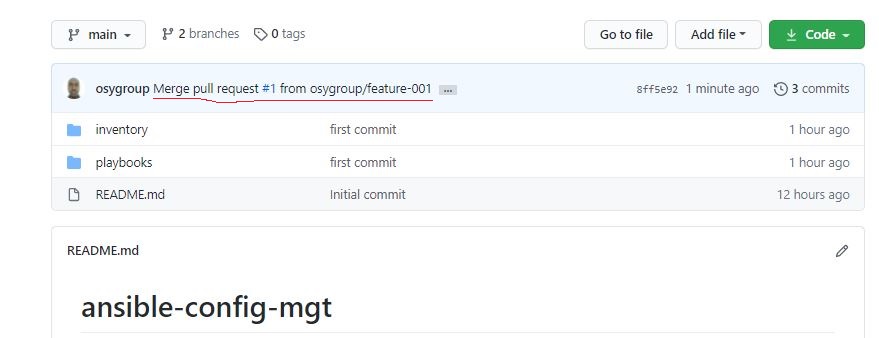 main 2 branches 0 tags Go to file Add file Code
osygroup Merge pull request #1 from osygroup/feature-001 ... 8ff5e92 1 minute ago 3 commits
inventory first commit 1 hour ago
playbooks first commit 1 hour ago
README.md Initial commit 12 hours ago
README.md
ansible-config-mgt